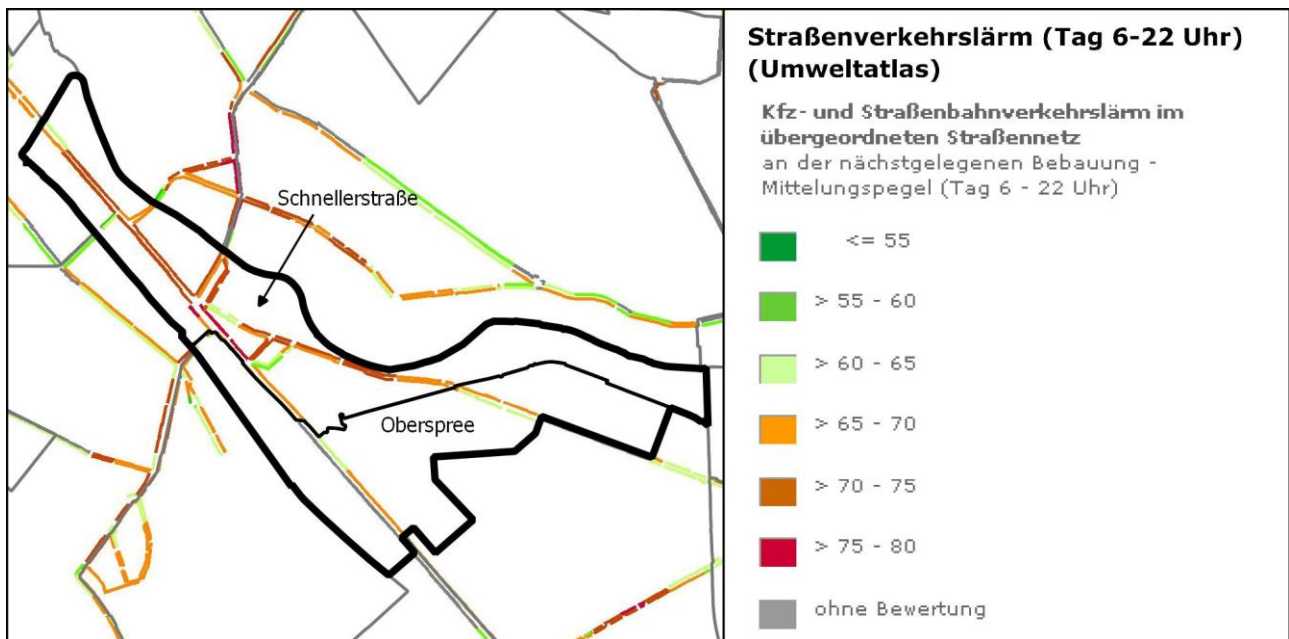 Schnellerstraße
Oberspree
Straßenverkehrslärm (Tag 6-22 Uhr)
(Umweltatlas)
Kfz- und Straßenbahnverkehrslärm im
übergeordneten Straßennetz
an der nächstgelegenen Bebauung -
Mittelungspegel (Tag 6 - 22 Uhr)
<= 55
> 55 - 60
> 60 - 65
> 65 - 70
> 70 - 75
> 75 - 80
ohne Bewertung